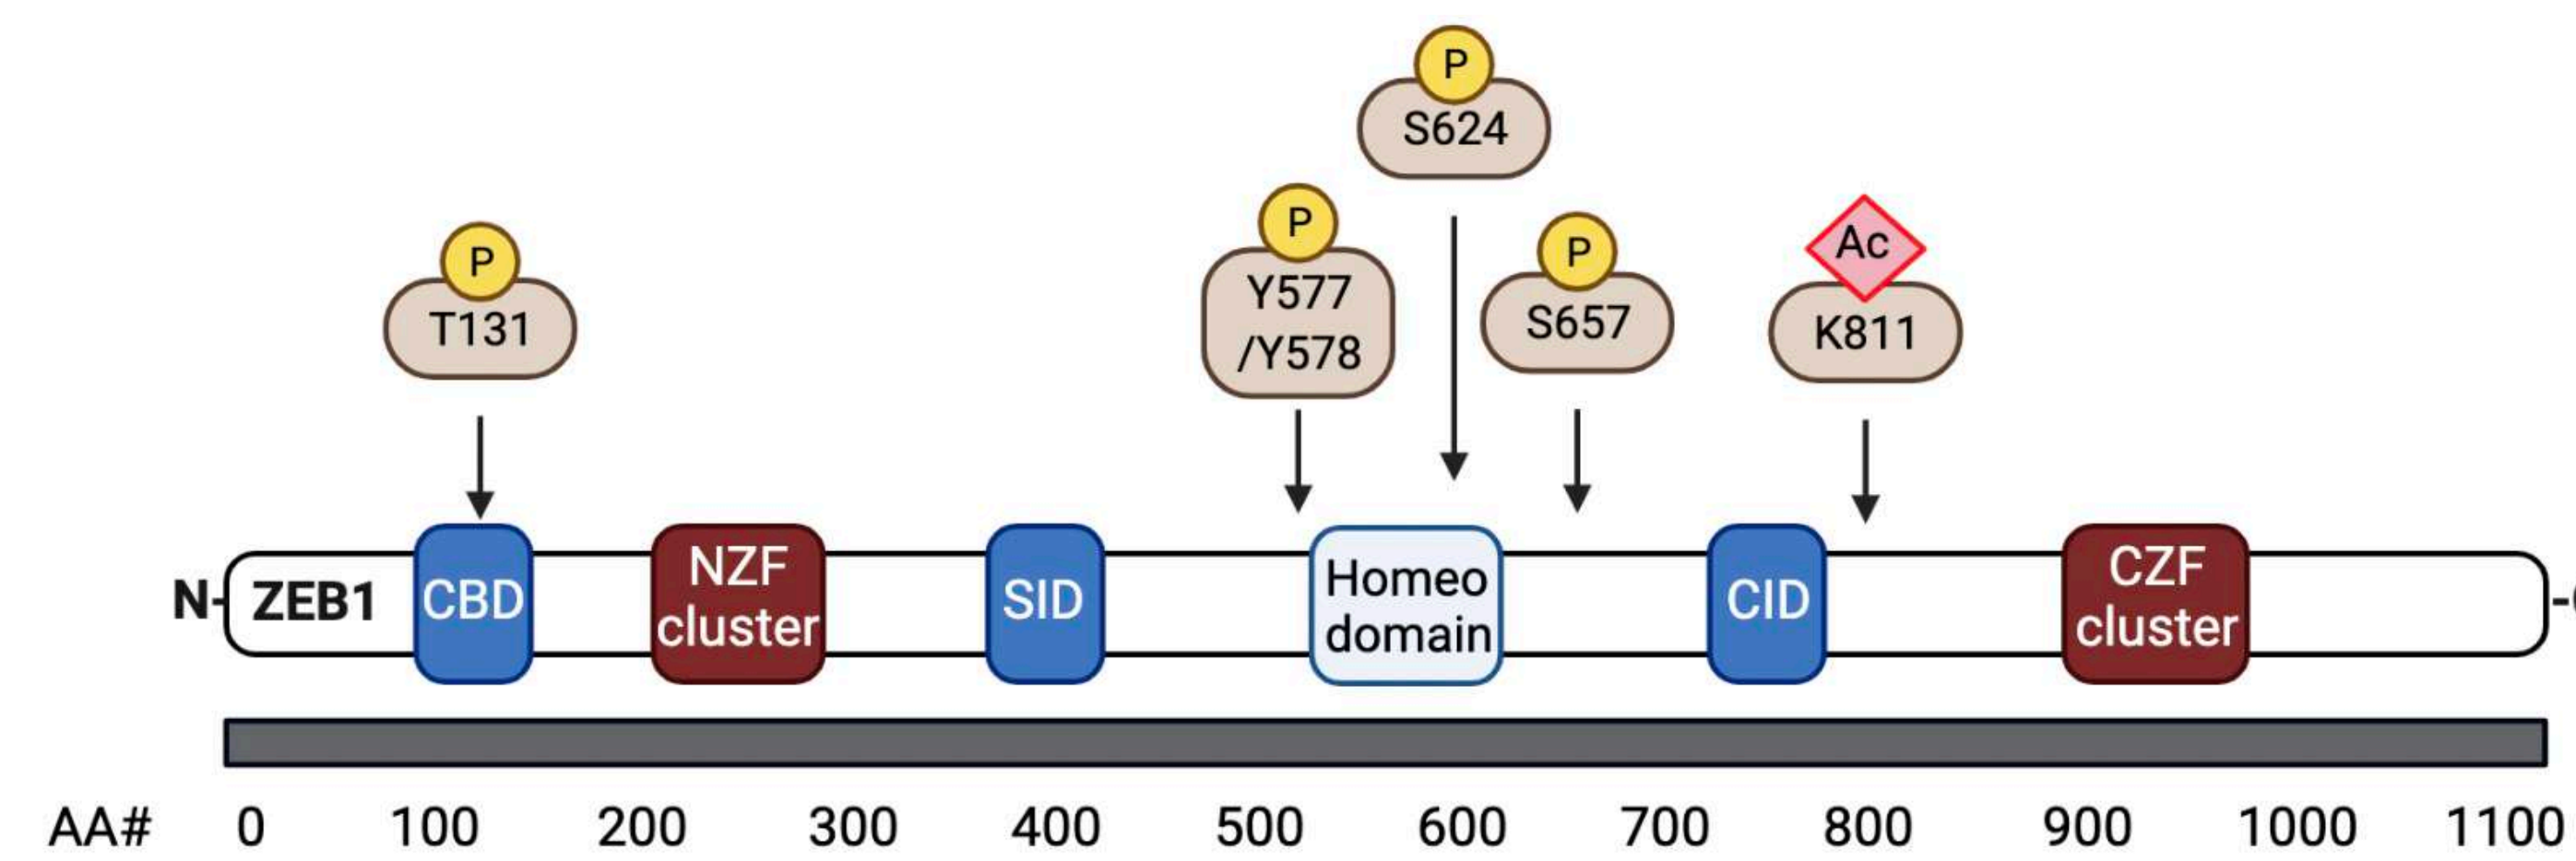 P
S624
P
Y577
/Y578
P
S657
Ac
K811
P
T131
N-
ZEB1
CBD
NZF
cluster
SID
Homeo
domain
CID
CZF
cluster
AA# 0 100 200 300 400 500 600 700 800 900 1000 1100